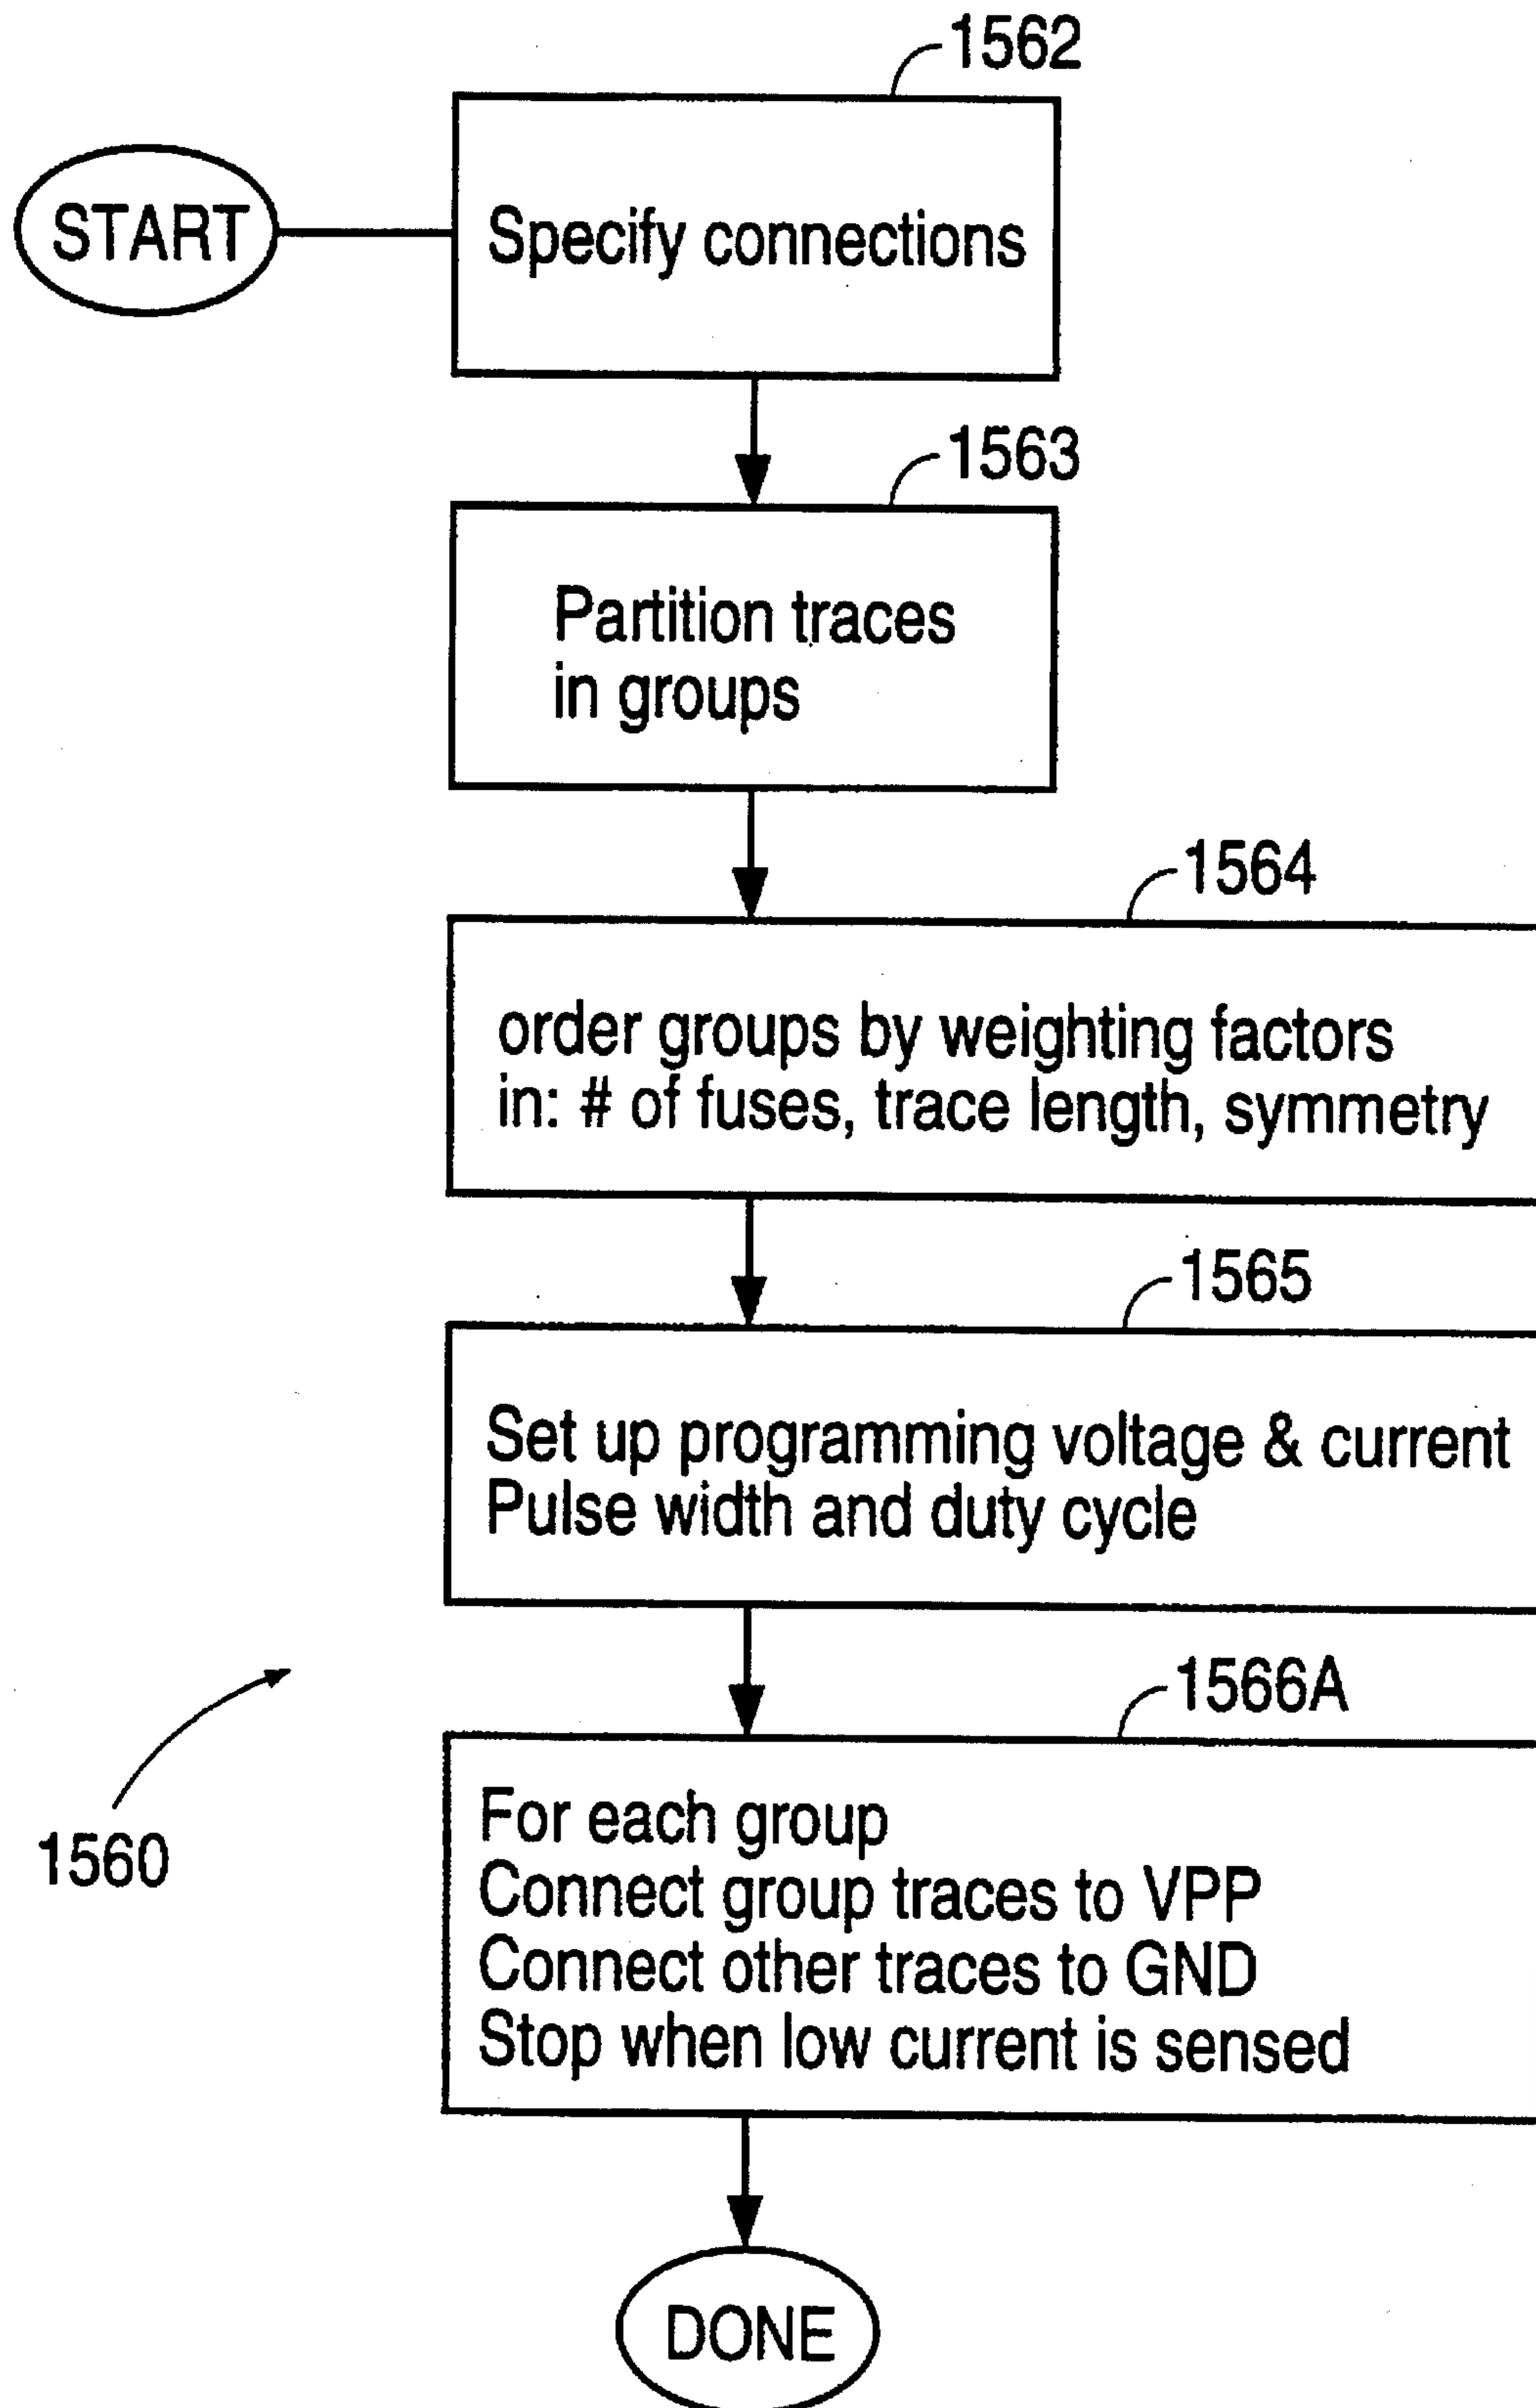 1562
START
Specify connections
1563
Partition traces
in groups
1564
order groups by weighting factors
in: # of fuses, trace length, symmetry
1565
Set up programming voltage & current
Pulse width and duty cycle
1566A
For each group
Connect group traces to VPP
Connect other traces to GND
Stop when low current is sensed
1560
DONE